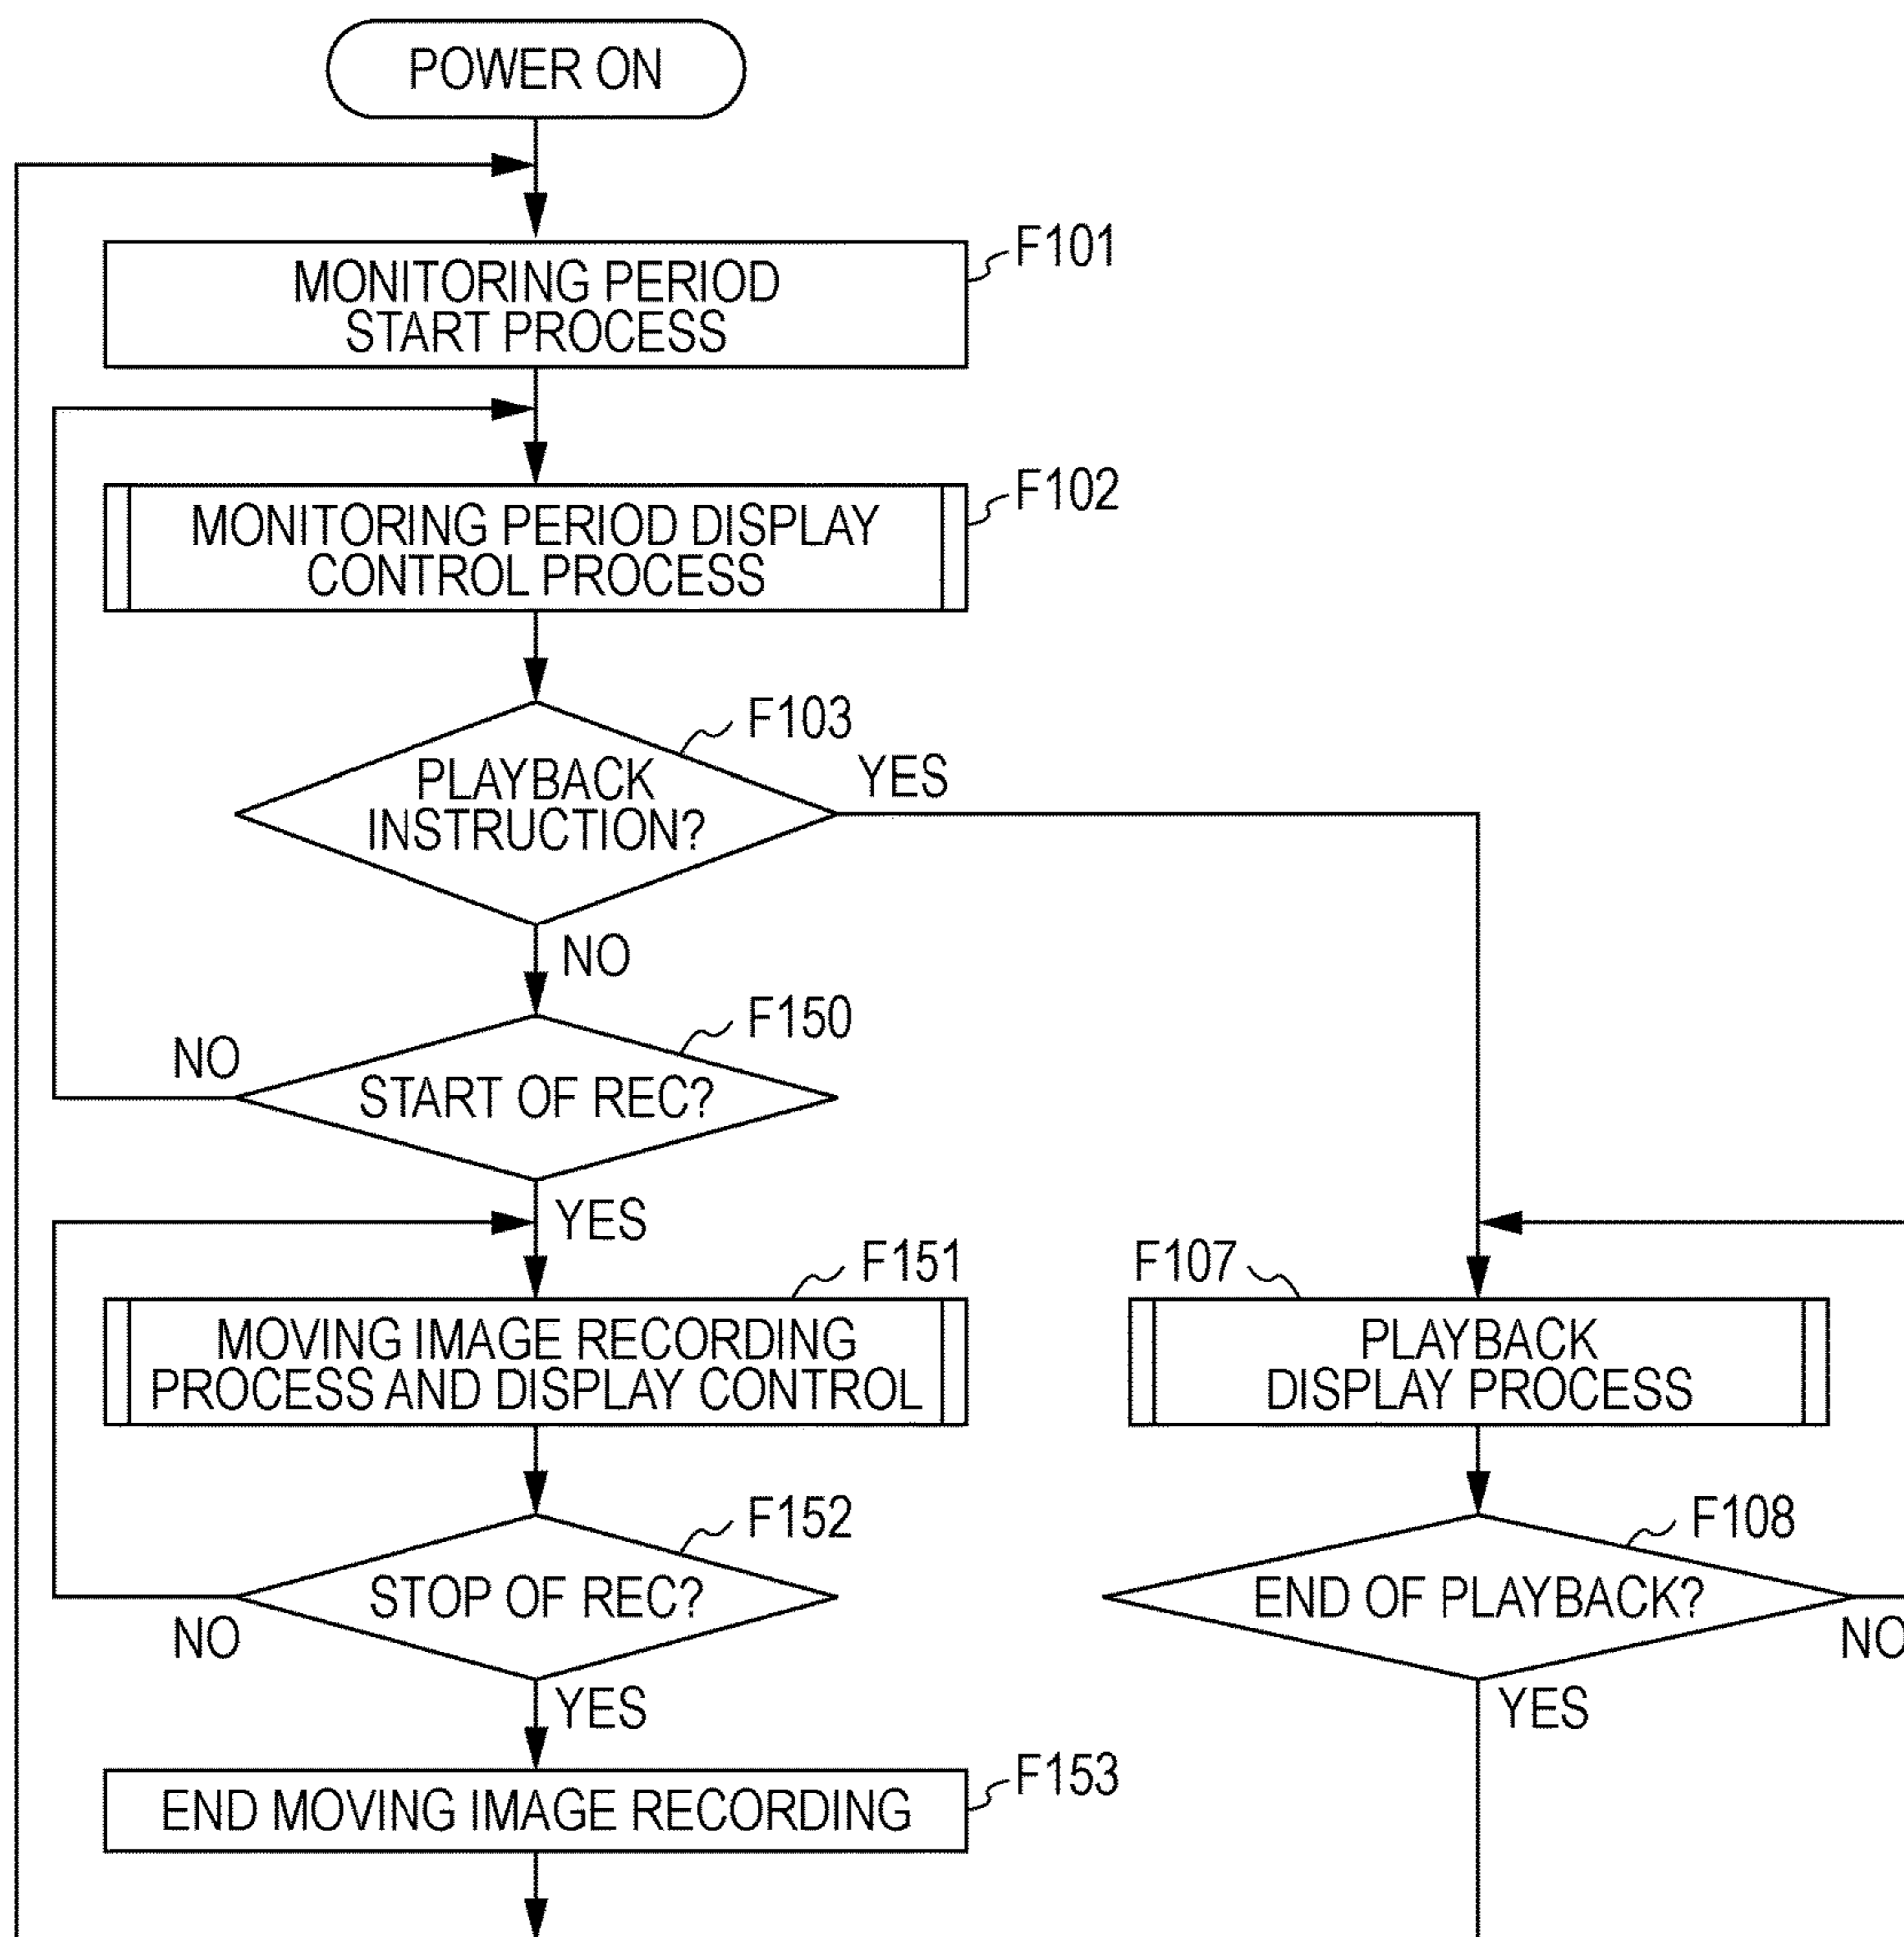 POWER ON
F101
MONITORING PERIOD
START PROCESS
F102
MONITORING PERIOD DISPLAY
CONTROL PROCESS
F103
PLAYBACK
INSTRUCTION?
YES
NO
F150
START OF REC?
NO
YES
F151
MOVING IMAGE RECORDING
PROCESS AND DISPLAY CONTROL
F107
PLAYBACK
DISPLAY PROCESS
F152
STOP OF REC?
NO
YES
F108
END OF PLAYBACK?
NO
YES
F153
END MOVING IMAGE RECORDING